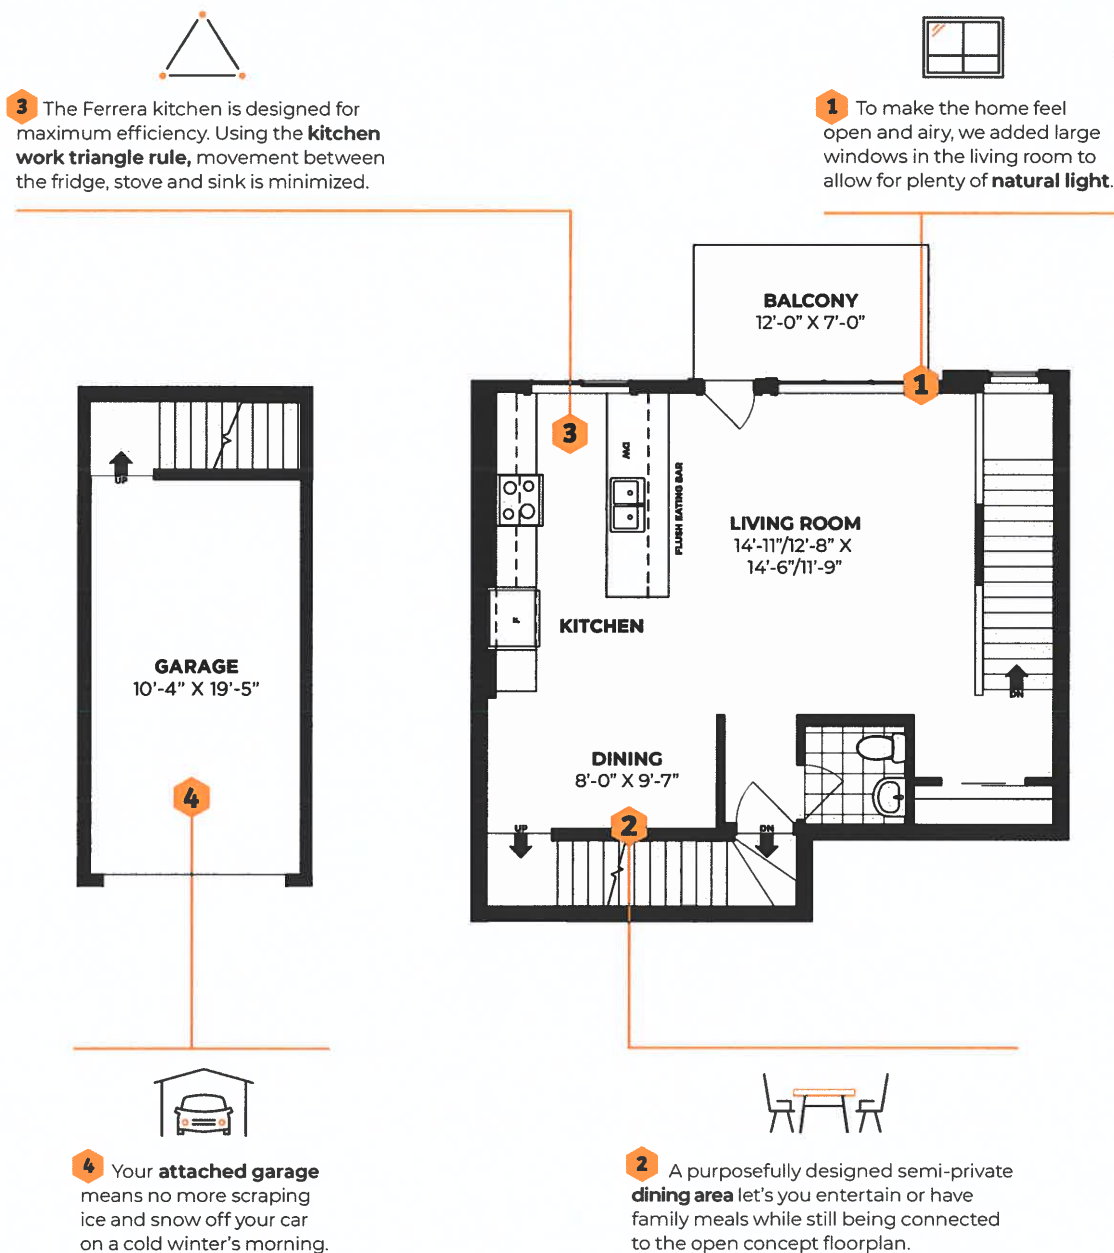 3 The Ferrera kitchen is designed for
maximum efficiency. Using the kitchen
work triangle rule, movement between
the fridge, stove and sink is minimized.
1 To make the home feel
open and airy, we added large
windows in the living room to
allow for plenty of natural light.
BALCONY
12'-0" X 7'-0"
1
3
DW
FLUSH EATING BAR
UP
LIVING ROOM
14'-11"/12'-8" X
14'-6"/11'-9"
F
KITCHEN
GARAGE
10'-4" X 19'-5"
DN
DINING
8'-0" X 9'-7"
4
2
UP
DN
4 Your attached garage
means no more scraping
ice and snow off your car
on a cold winter's morning.
2 A purposefully designed semi-private
dining area let's you entertain or have
family meals while still being connected
to the open concept floorplan.